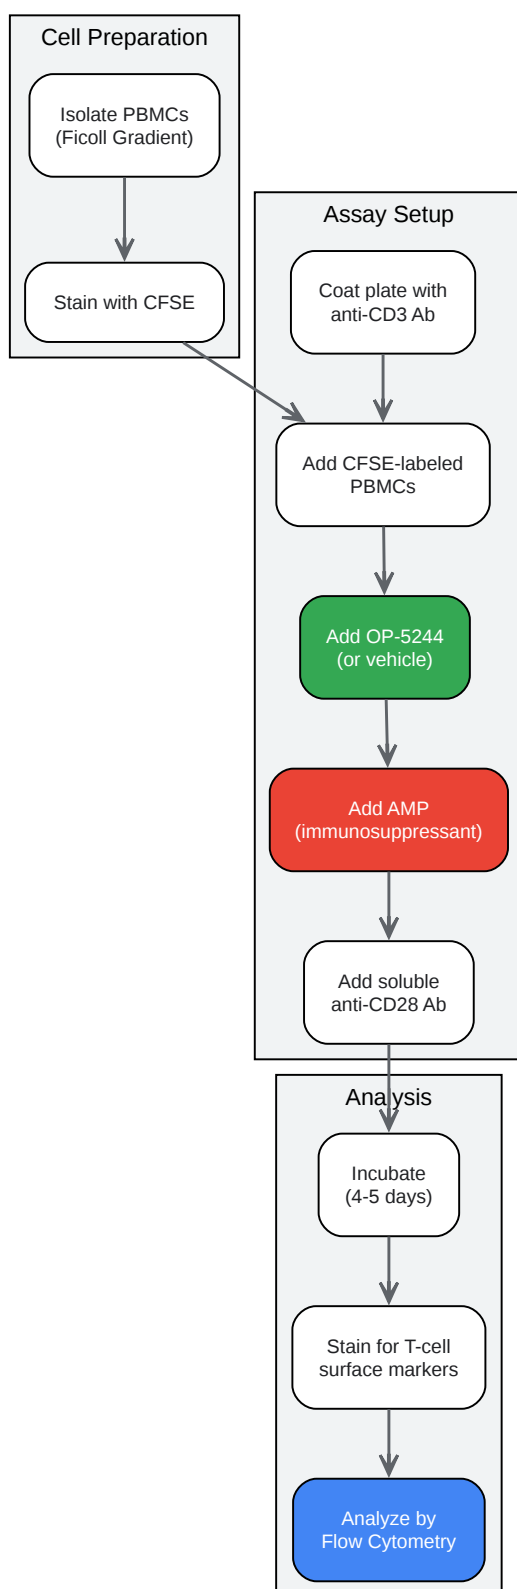 Cell Preparation
Isolate PBMCs
(Ficoll Gradient)
Stain with CFSE
Assay Setup
Coat plate with
anti-CD3 Ab
Add CFSE-labeled
PBMCs
Add OP-5244
(or vehicle)
Add AMP
(immunosuppressant)
Add soluble
anti-CD28 Ab
Analysis
Incubate
(4-5 days)
Stain for T-cell
surface markers
Analyze by
Flow Cytometry